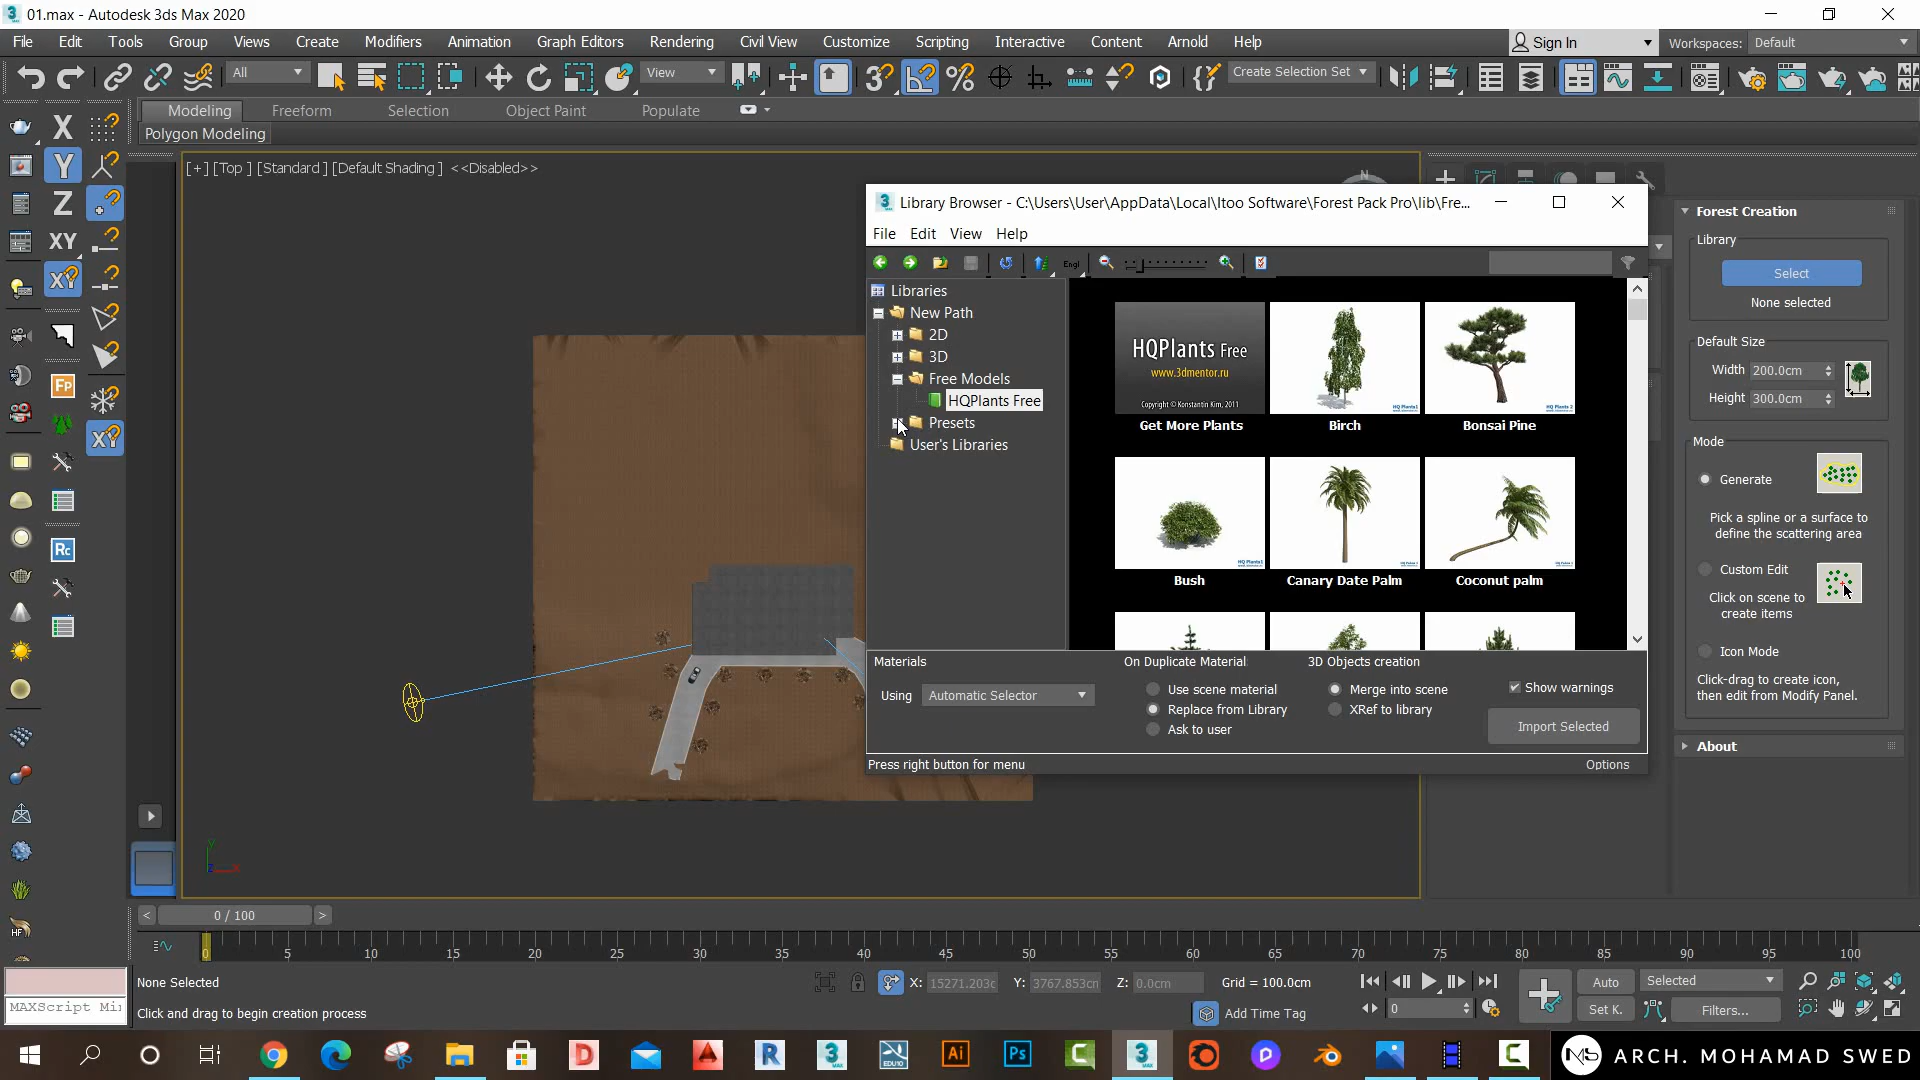 01.max - Autodesk 3ds Max 2020
File Edit Tools Group Views Create Modifiers Animation Graph Editors Rendering Civil View Customize Scripting Interactive Content Arnold Help
Sign In Workspaces: Default
All View Create Selection Set
Modeling Freeform Selection Object Paint Populate
Polygon Modeling
X
Y
Z
XY
[+] [Top ] [Standard ] [Default Shading ] <<Disabled>>
Library Browser - C:\Users\User\AppData\Local\Itoo Software\Forest Pack Pro\lib\Fre...
File Edit View Help
Engl
Libraries
New Path
2D
3D
Free Models
HQPlants Free
Presets
User's Libraries
HQPlants Free
www.3dmentor.ru
Copyright © Konstantin Kim, 2011
Get More Plants Birch Bonsai Pine
Bush Canary Date Palm Coconut palm
Materials
Using Automatic Selector
On Duplicate Material:
Use scene material
Replace from Library
Ask to user
3D Objects creation
Merge into scene
XRef to library
Show warnings
Import Selected
Press right button for menu Options
Forest Creation
Library
Select
None selected
Default Size
Width 200.0cm
Height 300.0cm
Mode
Generate
Pick a spline or a surface to
define the scattering area
Custom Edit
Click on scene to
create items
Icon Mode
Click-drag to create icon,
then edit from Modify Panel.
About
0 / 100
0 5 10 15 20 25 30 35 40 45 50 55 60 65 70 75 80 85 90 95 100
None Selected X: 15271.203c Y: 3767.853cm Z: 0.0cm Grid = 100.0cm
Auto Selected
MAXScript Mi
Click and drag to begin creation process
Add Time Tag
0
Set K. Filters...
ARCH. MOHAMAD SWED